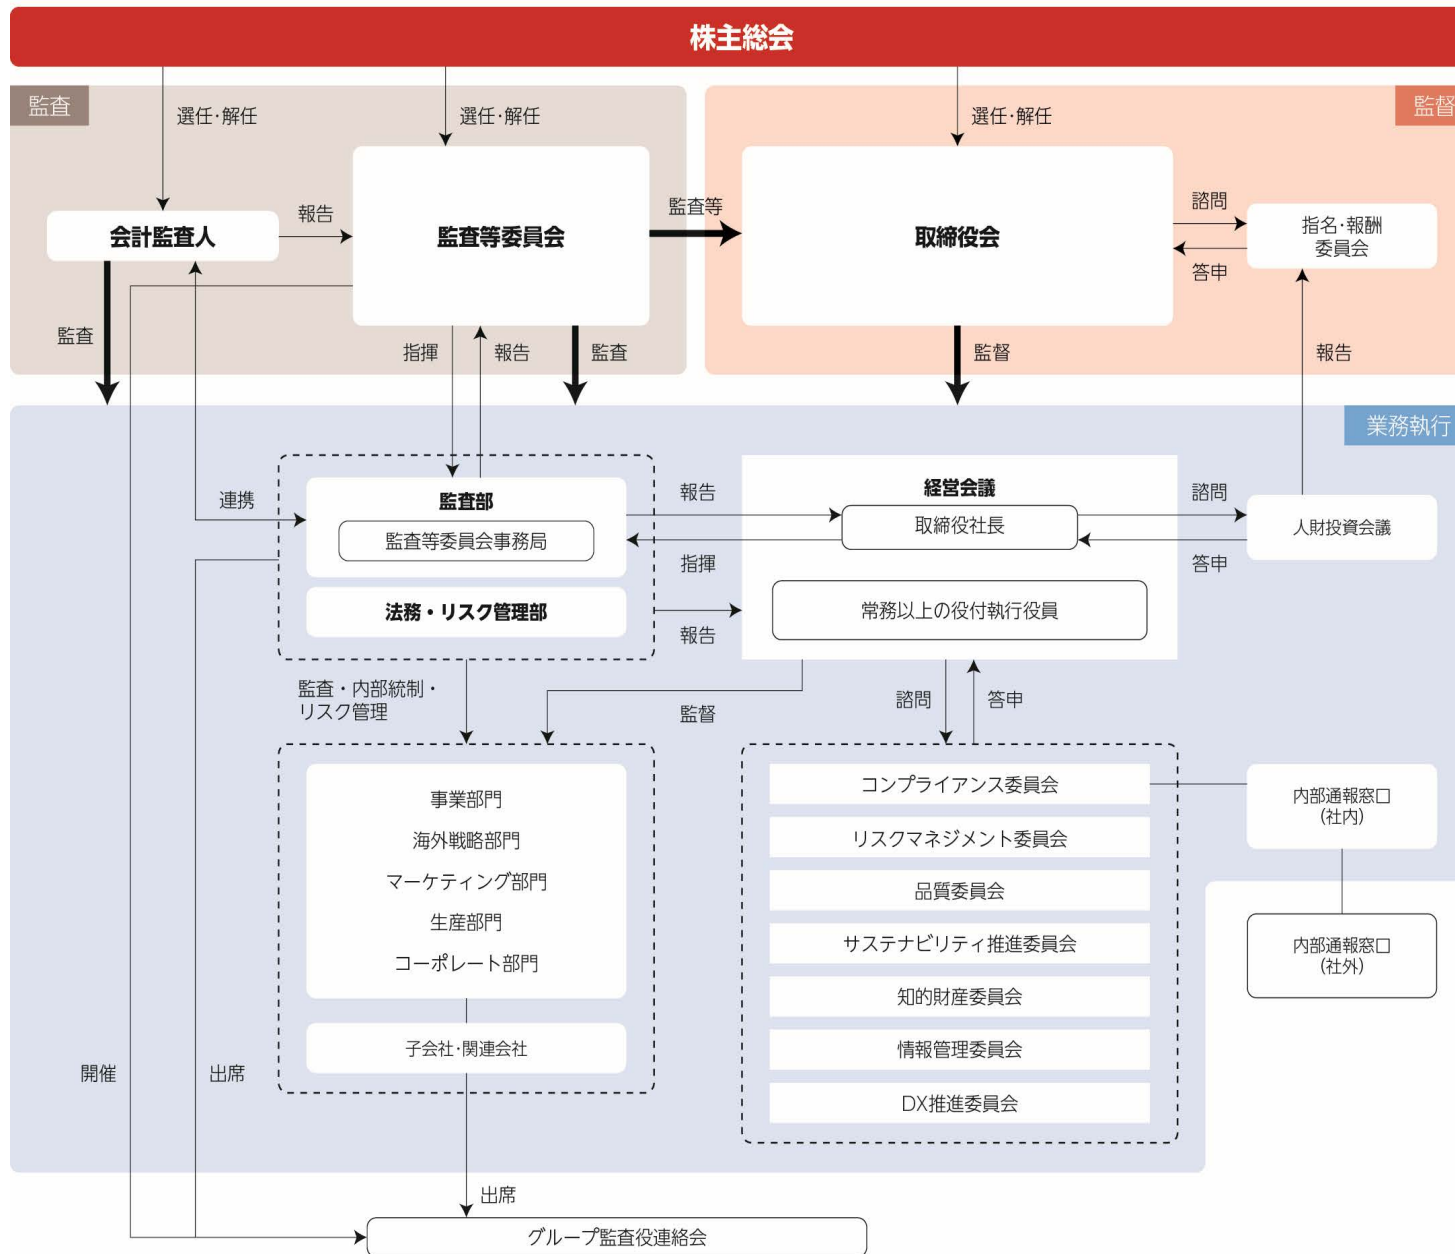 株主総会
監査
監督
選任・解任
選任・解任
選任・解任
会計監査人
報告
監査等委員会
監査等
取締役会
諮問
答申
指名・報酬
委員会
監査
指揮
報告
監査
監督
報告
業務執行
連携
監査部
監査等委員会事務局
法務・リスク管理部
報告
指揮
報告
経営会議
取締役社長
常務以上の役付執行役員
諮問
答申
人財投資会議
監査・内部統制・
リスク管理
監督
諮問
答申
事業部門
海外戦略部門
マーケティング部門
生産部門
コーポレート部門
子会社・関連会社
コンプライアンス委員会
リスクマネジメント委員会
品質委員会
サステナビリティ推進委員会
知的財産委員会
情報管理委員会
DX推進委員会
内部通報窓口
(社内)
内部通報窓口
(社外)
開催
出席
出席
グループ監査役連絡会